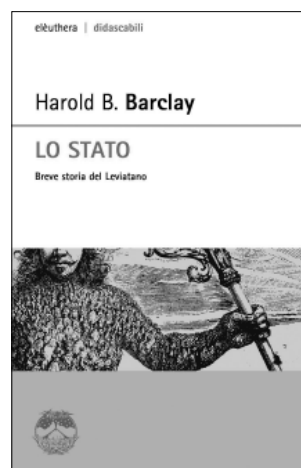 elèuthera | didascabili
Harold B. Barclay
LO STATO
Breve storia del Leviatano